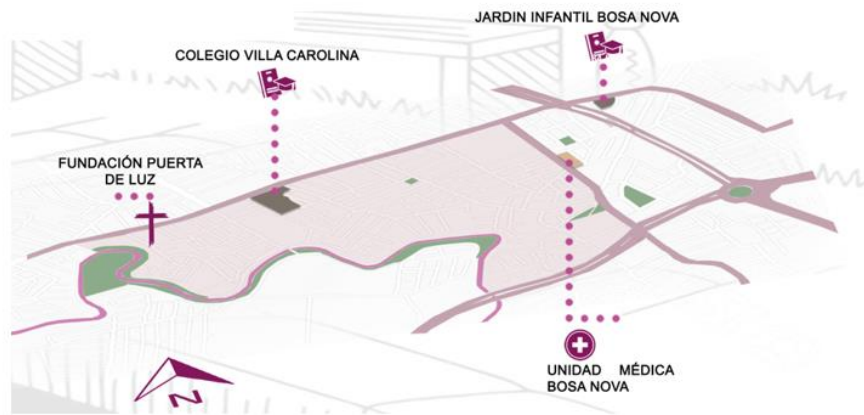 JARDIN INFANTIL BOSA NOVA
COLEGIO VILLA CAROLINA
FUNDACIÓN PUERTA
DE LUZ
UNIDAD MÉDICA
BOSA NOVA
N